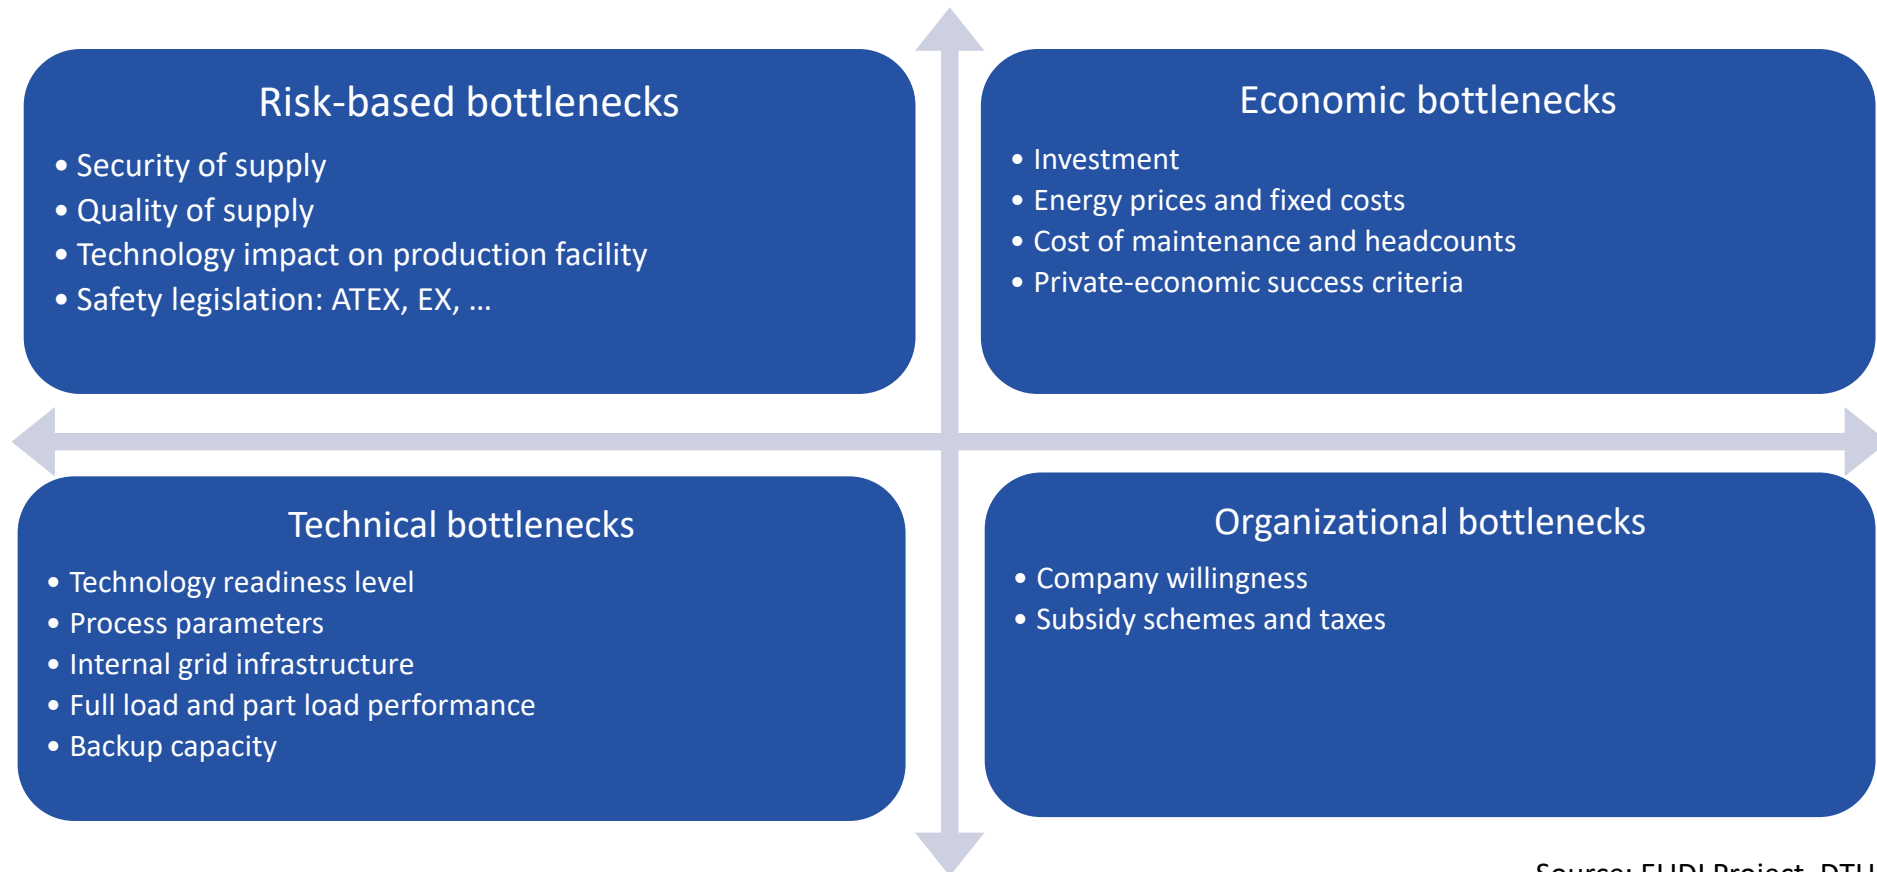 Risk-based bottlenecks
• Security of supply
• Quality of supply
• Technology impact on production facility
• Safety legislation: ATEX, EX, ...
Economic bottlenecks
• Investment
• Energy prices and fixed costs
• Cost of maintenance and headcounts
• Private-economic success criteria
Technical bottlenecks
• Technology readiness level
• Process parameters
• Internal grid infrastructure
• Full load and part load performance
• Backup capacity
Organizational bottlenecks
• Company willingness
• Subsidy schemes and taxes
Source: Project, DTU